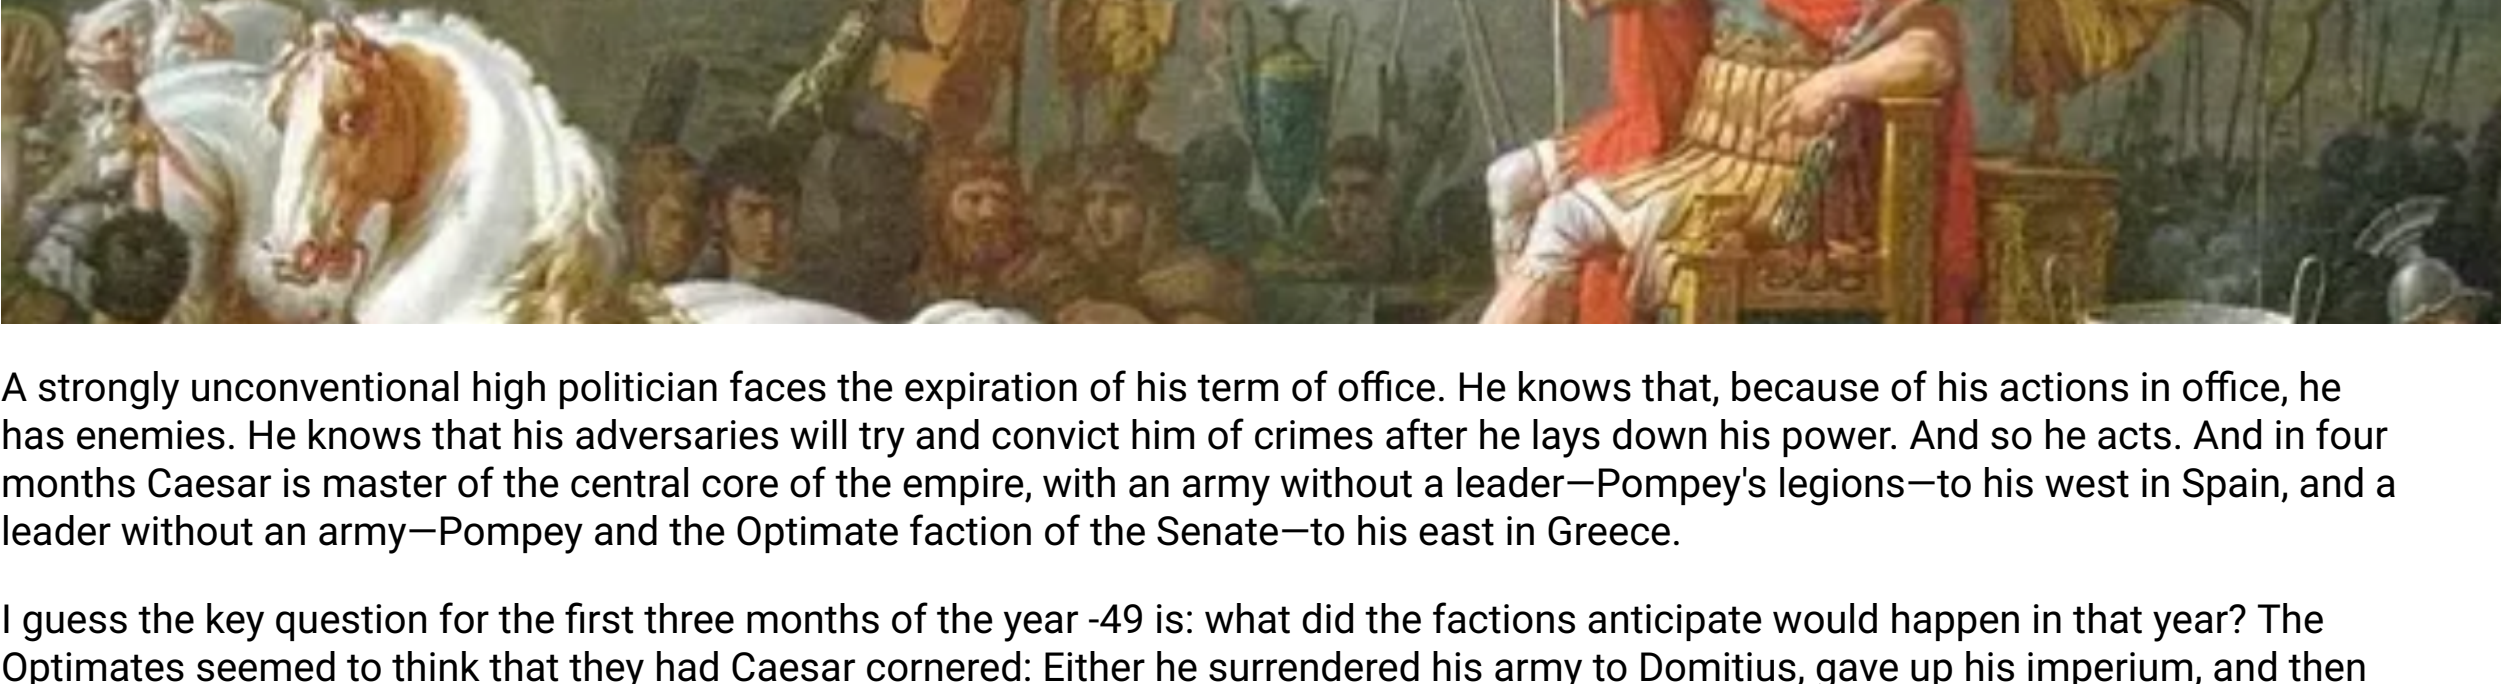 A strongly unconventional high politician faces the expiration of his term of office. He knows that, because of his actions in office, he
has enemies. He knows that his adversaries will try and convict him of crimes after he lays down his power. And so he acts. And in four
months Caesar is master of the central core of the empire, with an army without a leader—Pompey's legions—to his west in Spain, and a
leader without an army—Pompey and the Optimate faction of the Senate—to his east in Greece.
I guess the key question for the first three months of the year -49 is: what did the factions anticipate would happen in that year? The
Optimates seemed to think that they had Caesar cornered: Either he surrendered his army to Domitius, gave up his imperium, and then